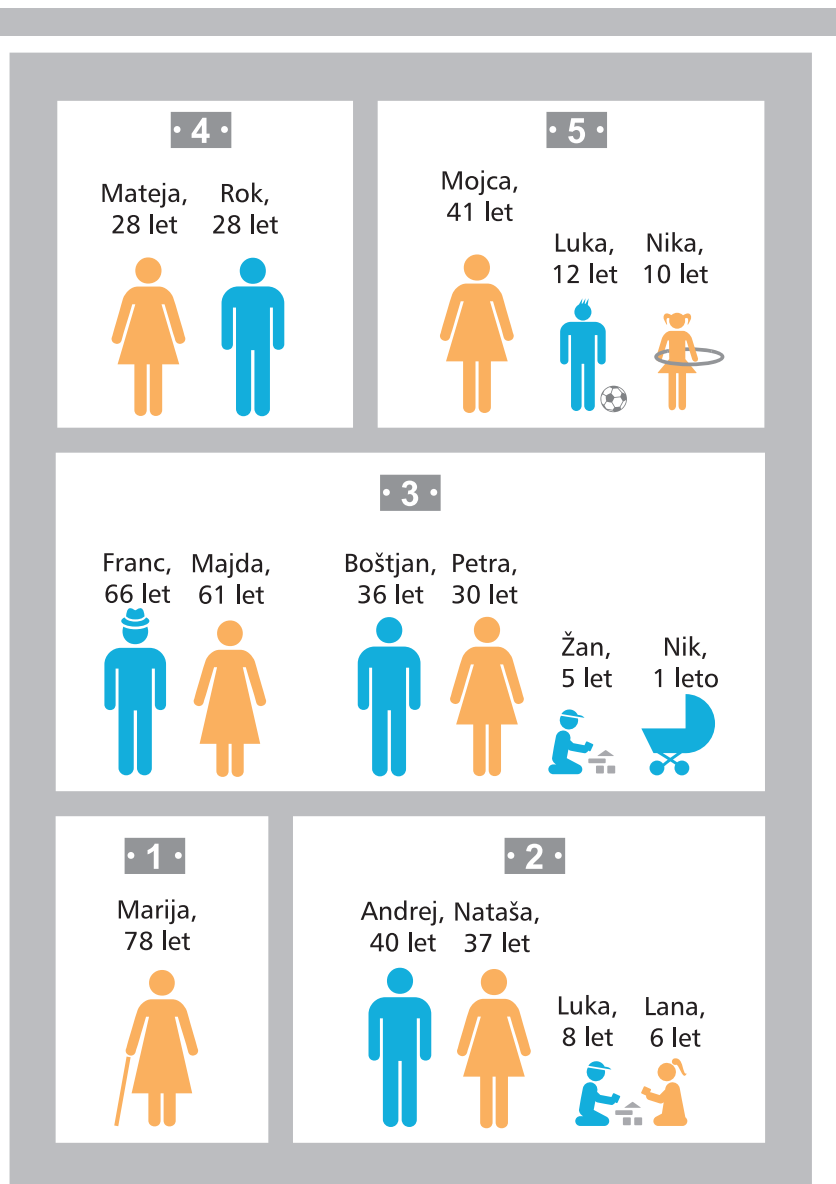 · 4 ·
Mateja,
28 let
Rok,
28 let
· 5 ·
Mojca,
41 let
Luka,
12 let
Nika,
10 let
· 3 ·
Franc,
66 let
Majda,
61 let
Boštjan,
36 let
Petra,
30 let
Žan,
5 let
Nik,
1 leto
· 1 ·
Marija,
78 let
· 2 ·
Andrej,
40 let
Nataša,
37 let
Luka,
8 let
Lana,
6 let